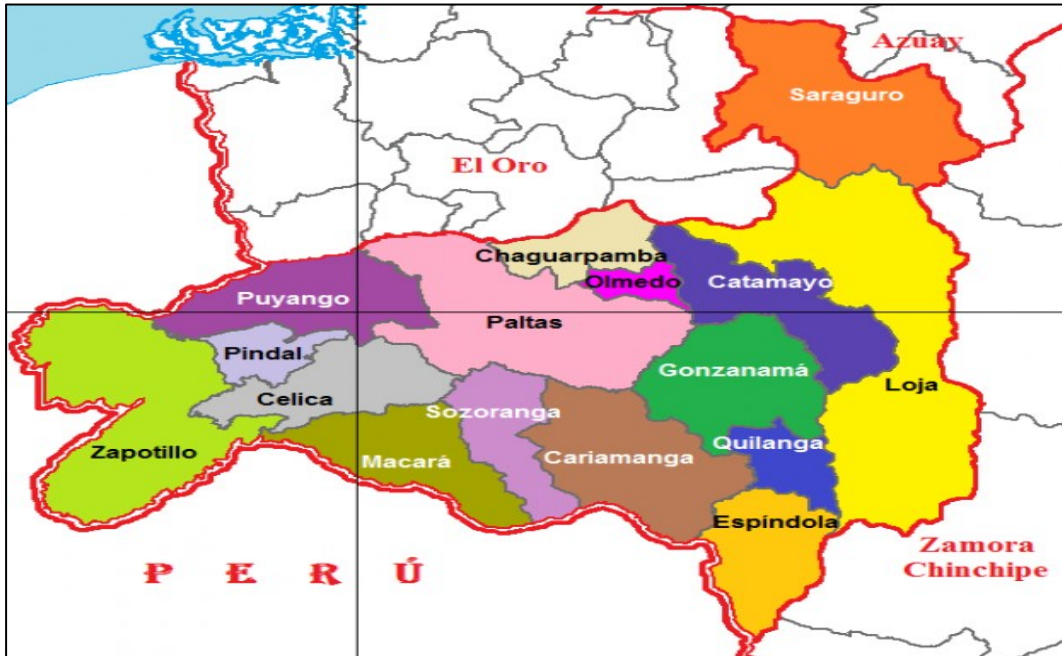 Azuay
Saraguro
El Oro
Chaguarpamba
Olmedo
Catamayo
Puyango
Paltas
Pindal
Gonzanamá
Loja
Celica
Sozoranga
Quilanga
Zapotillo
Macará
Cariamanga
Espíndola
Zamora
Chinchipe
P E R Ú